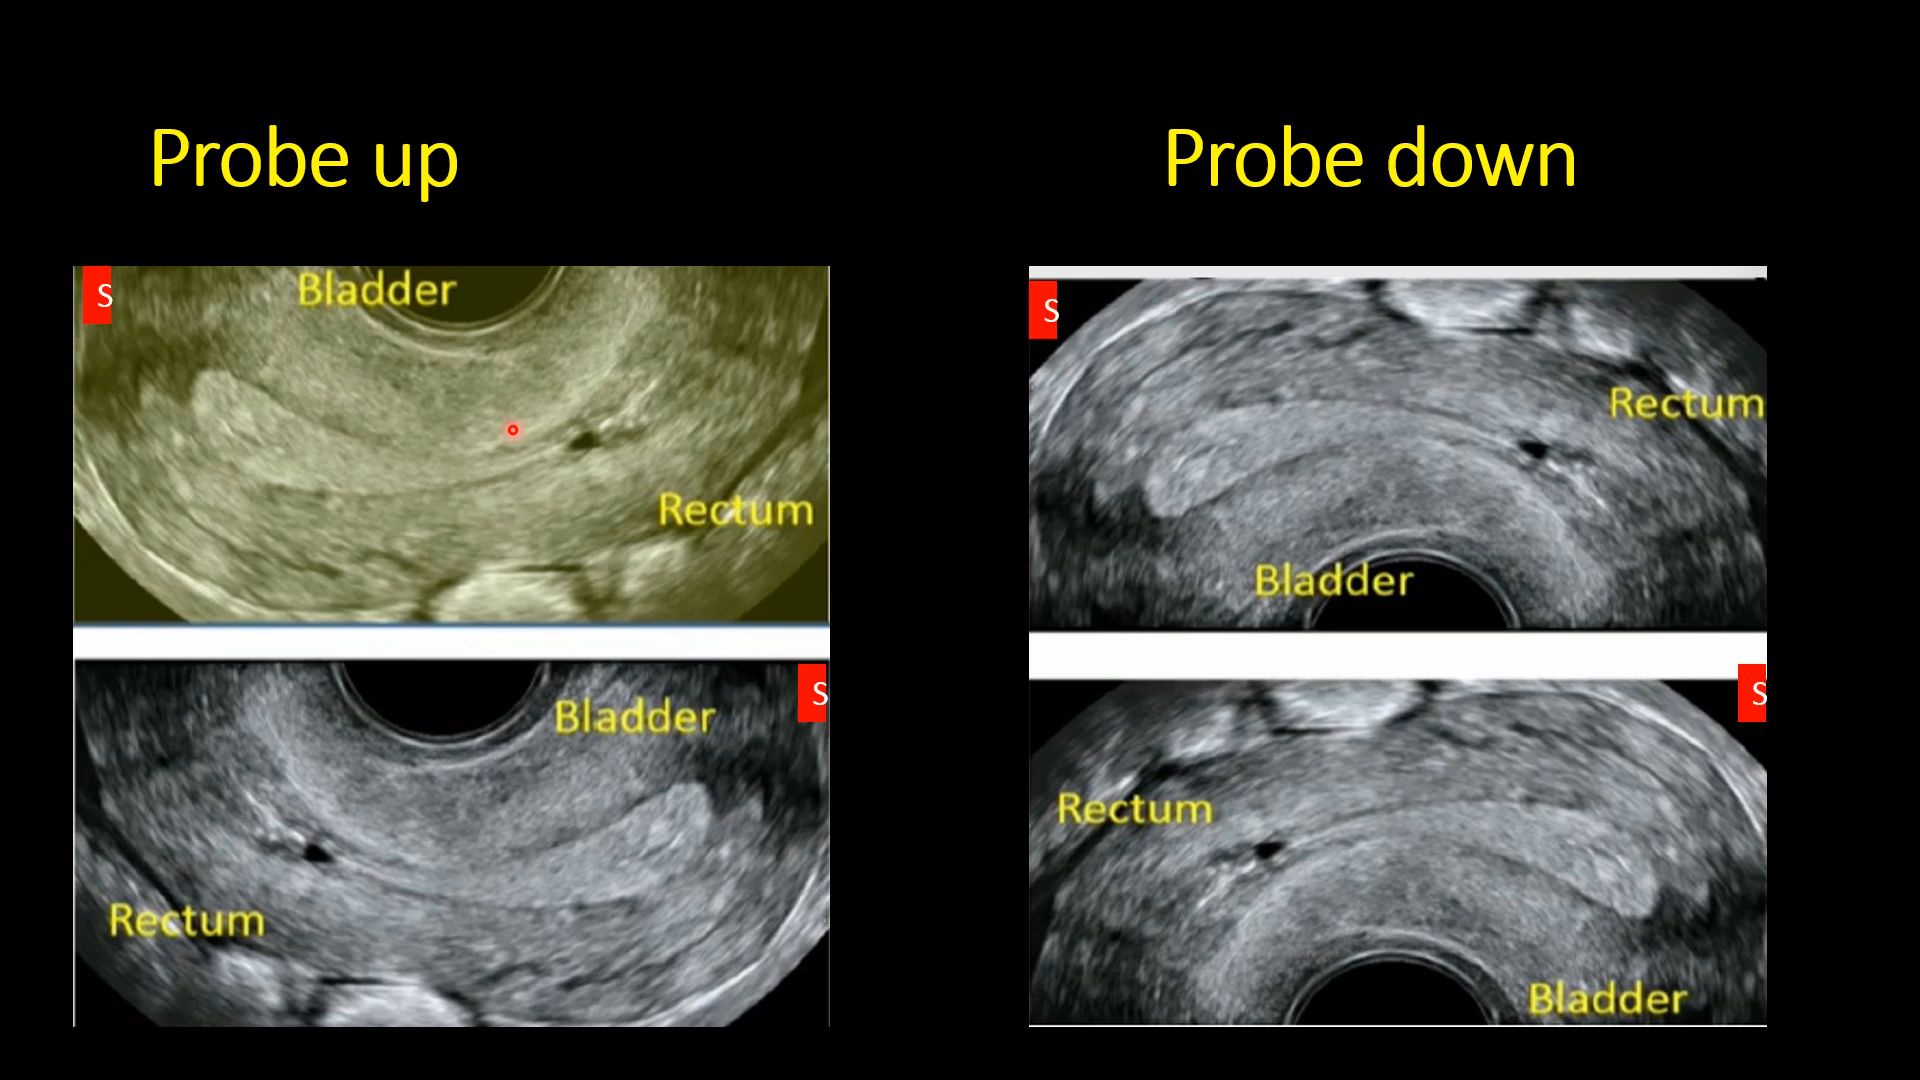 Probe up
Probe down
S
Bladder
Rectum
S
Rectum
Bladder
S
Bladder
Rectum
S
Rectum
Bladder